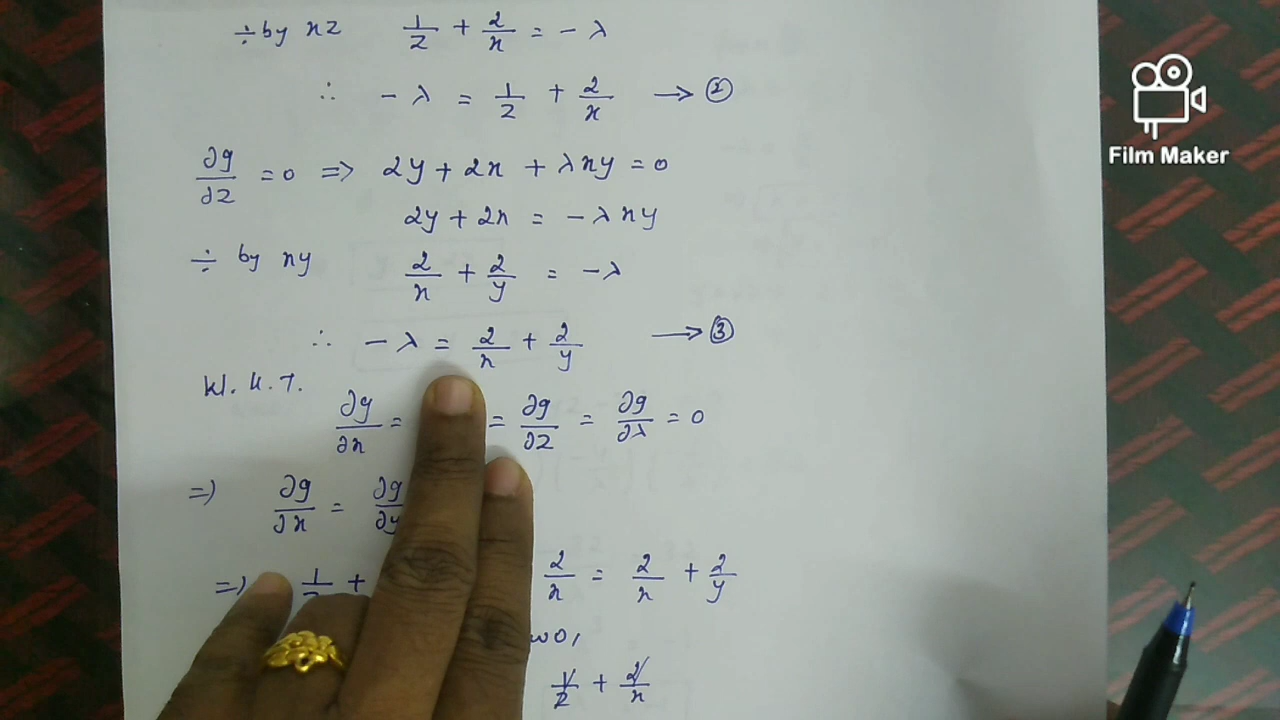 ÷ by xz 1/z + 2/x = -λ
∴ -λ = 1/z + 2/x → ②
∂g/∂z = 0 => 2y + 2x + λxy = 0
2y + 2x = -λxy
÷ by xy 2/x + 2/y = -λ
∴ -λ = 2/x + 2/y → ③
W.K.T.
∂g/∂x = = ∂g/∂z = ∂g/∂λ = 0
=> ∂g/∂x = ∂g/∂y
=> 1/z + 2/x = 2/x + 2/y
1/z + 2/x
Film Maker